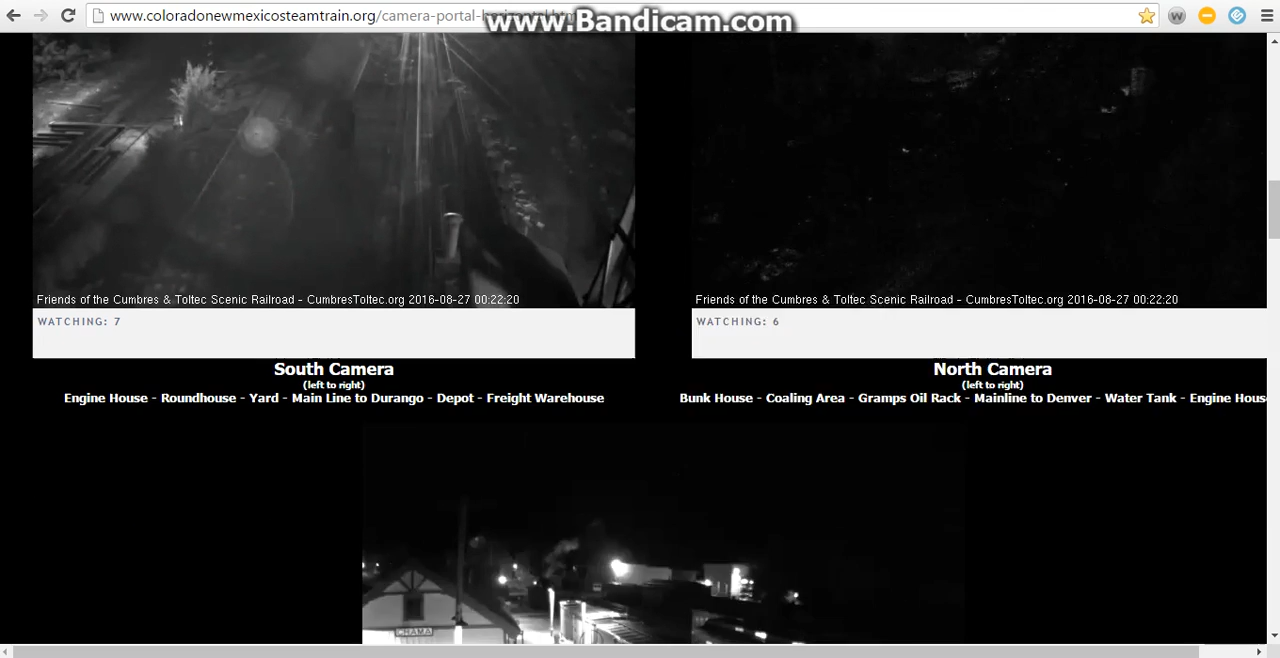 www.coloradonewmexicosteamtrain.org/camera-portal-horizontal.htm
www.Bandicam.com
Friends of the Cumbres & Toltec Scenic Railroad - CumbresToltec.org 2016-08-27 00:22:20
Friends of the Cumbres & Toltec Scenic Railroad - CumbresToltec.org 2016-08-27 00:22:20
WATCHING: 7
WATCHING: 6
South Camera
(left to right)
Engine House - Roundhouse - Yard - Main Line to Durango - Depot - Freight Warehouse
North Camera
(left to right)
Bunk House - Coaling Area - Gramps Oil Rack - Mainline to Denver - Water Tank - Engine Hous
CHAMA